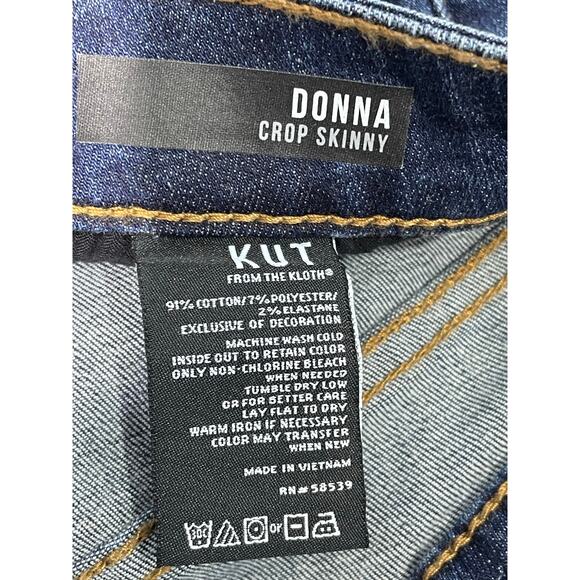 DONNA
CROP SKINNY
KUT
FROM THE KLOTH®
91% COTTON/7% POLYESTER/
2% ELASTANE
EXCLUSIVE OF DECORATION
MACHINE WASH COLD
INSIDE OUT TO RETAIN COLOR
ONLY NON-CHLORINE BLEACH
WHEN NEEDED
TUMBLE DRY LOW
OR FOR BETTER CARE
LAY FLAT TO DRY
WARM IRON IF NECESSARY
COLOR MAY TRANSFER
WHEN NEW
MADE IN VIETNAM
RN# 58539
30C or